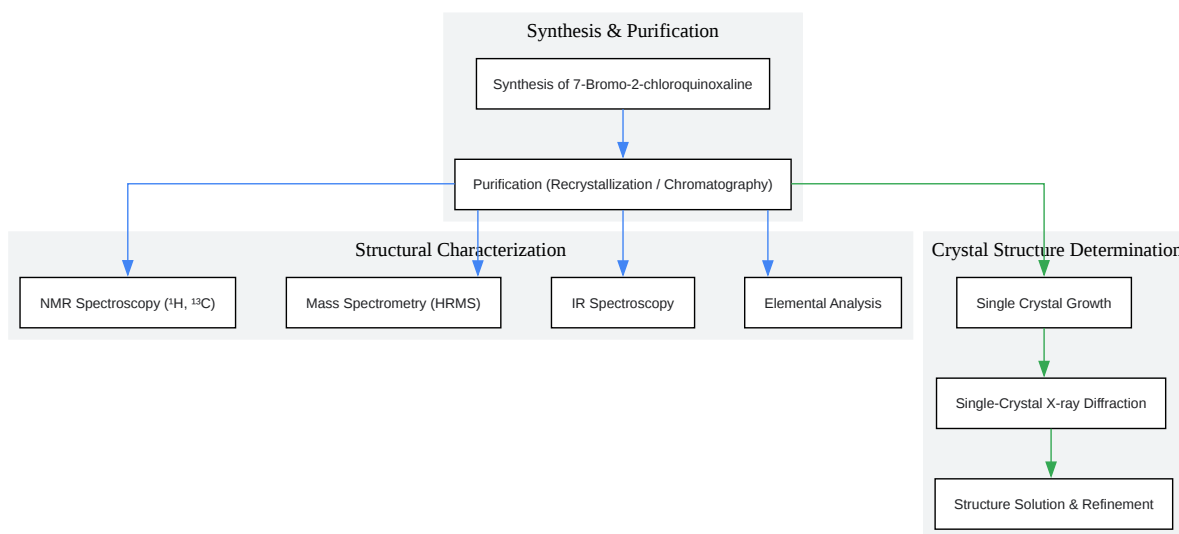 Synthesis & Purification
Synthesis of 7-Bromo-2-chloroquinoxaline
Purification (Recrystallization / Chromatography)
Structural Characterization
NMR Spectroscopy (¹H, ¹³C)
Mass Spectrometry (HRMS)
IR Spectroscopy
Elemental Analysis
Crystal Structure Determination
Single Crystal Growth
Single-Crystal X-ray Diffraction
Structure Solution & Refinement